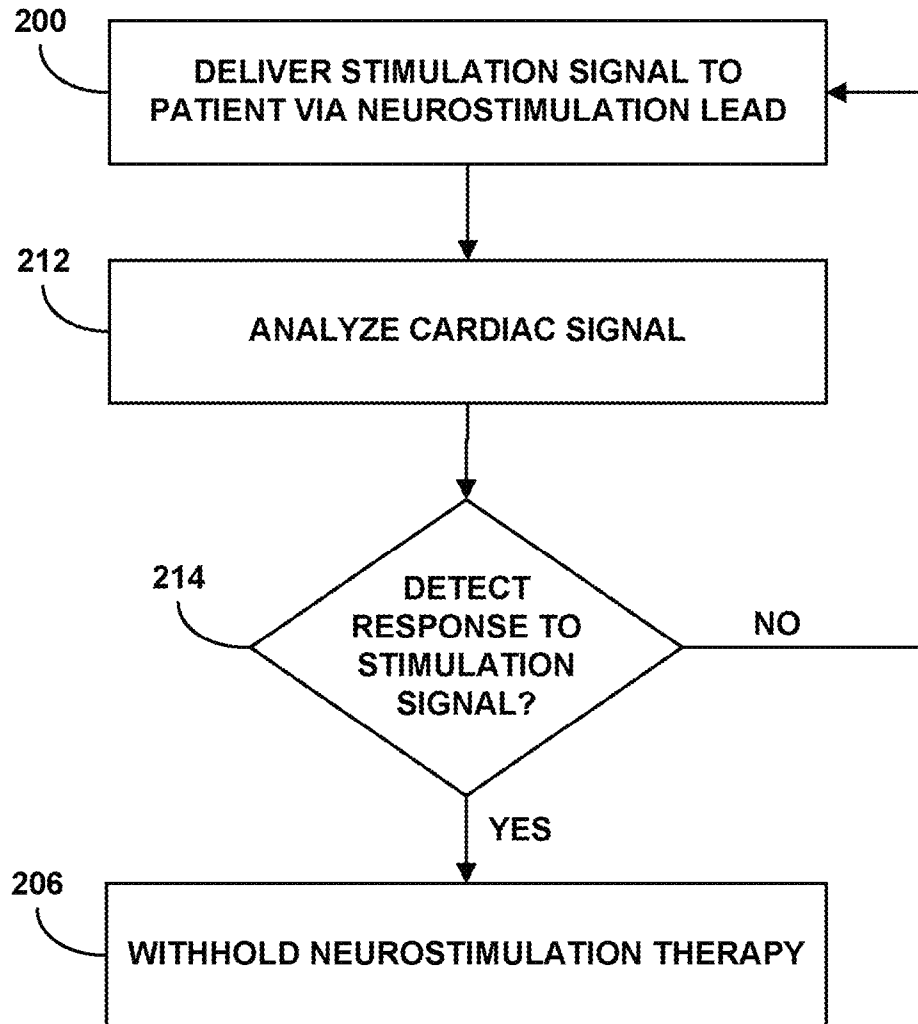 200
DELIVER STIMULATION SIGNAL TO
PATIENT VIA NEUROSTIMULATION LEAD
212
ANALYZE CARDIAC SIGNAL
214
DETECT
RESPONSE TO
STIMULATION
SIGNAL?
NO
YES
206
WITHHOLD NEUROSTIMULATION THERAPY